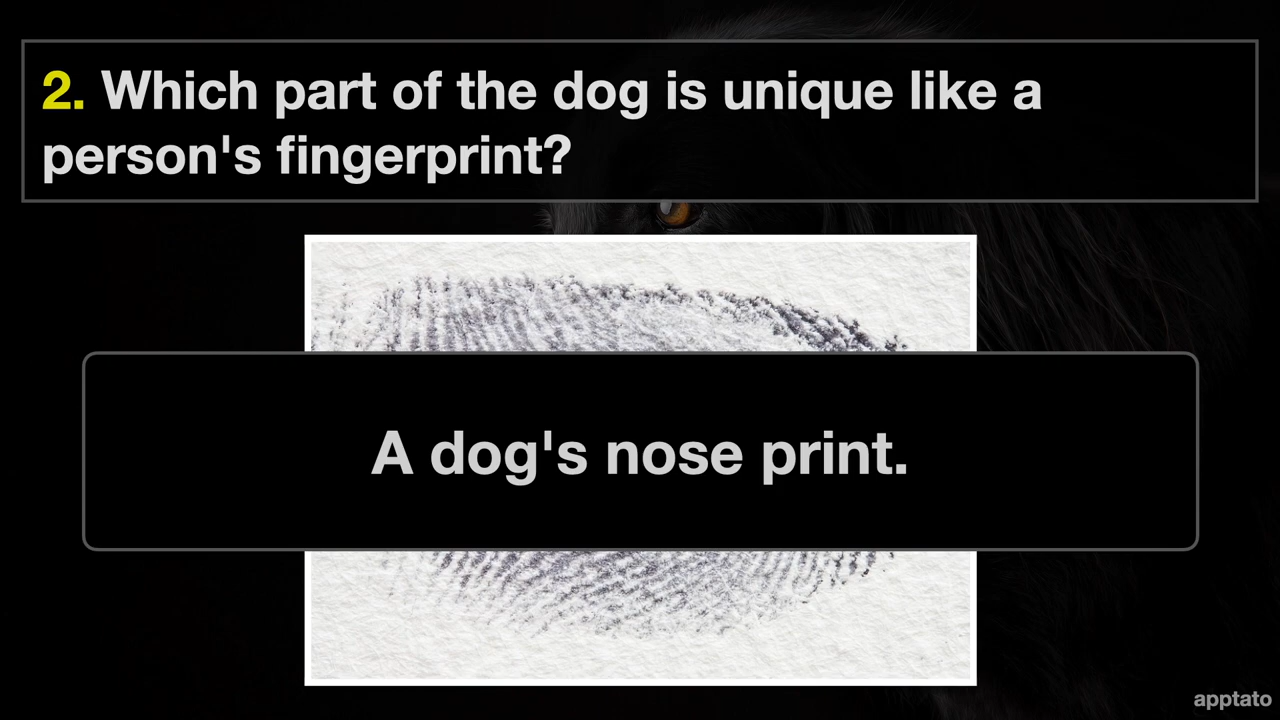 2. Which part of the dog is unique like a
person's fingerprint?
A dog's nose print.
apptato